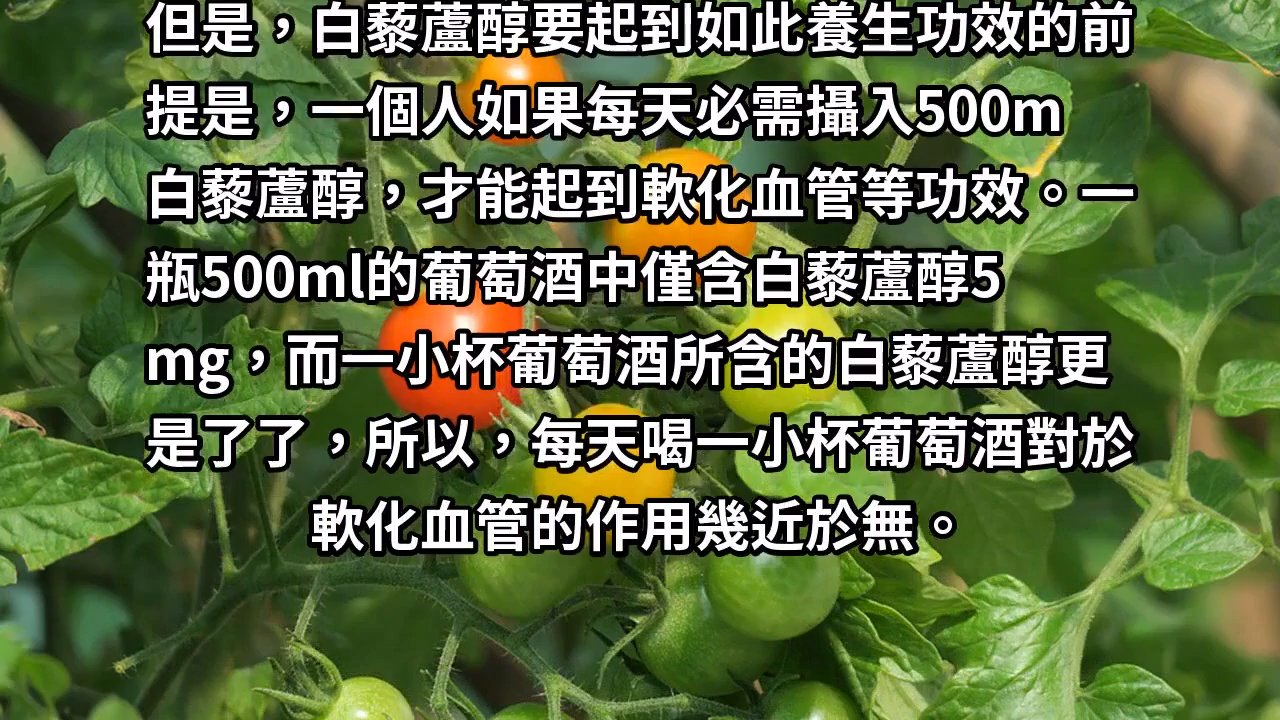 但是，白藜蘆醇要起到如此養生功效的前
提是，一個人如果每天必需攝入500m
白藜蘆醇，才能起到軟化血管等功效。一
瓶500ml的葡萄酒中僅含白藜蘆醇5
mg，而一小杯葡萄酒所含的白藜蘆醇更
是了了，所以，每天喝一小杯葡萄酒對於
軟化血管的作用幾近於無。